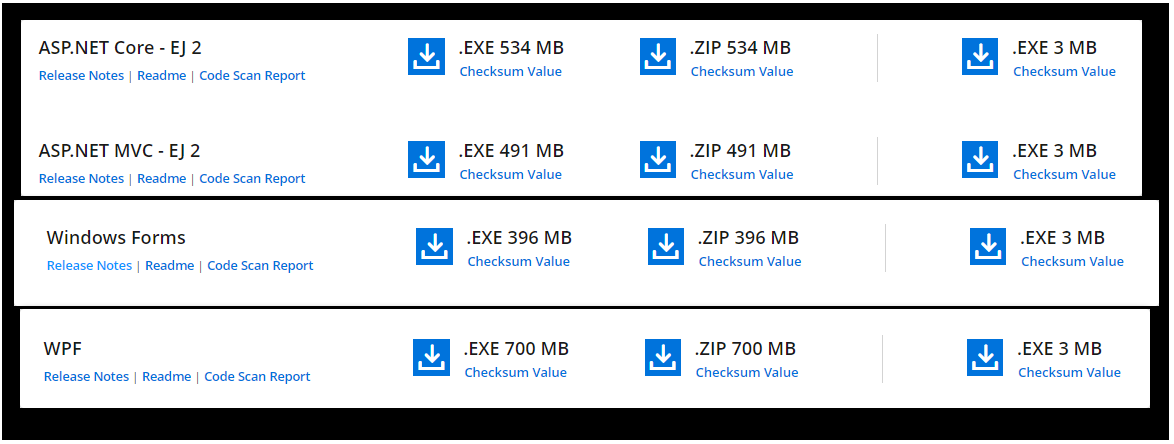 ASP.NET Core - EJ 2 .EXE 534 MB .ZIP 534 MB .EXE 3 MB
Release Notes | Readme | Code Scan Report Checksum Value Checksum Value Checksum Value
ASP.NET MVC - EJ 2 .EXE 491 MB .ZIP 491 MB .EXE 3 MB
Release Notes | Readme | Code Scan Report Checksum Value Checksum Value Checksum Value
Windows Forms .EXE 396 MB .ZIP 396 MB .EXE 3 MB
Release Notes | Readme | Code Scan Report Checksum Value Checksum Value Checksum Value
WPF .EXE 700 MB .ZIP 700 MB .EXE 3 MB
Release Notes | Readme | Code Scan Report Checksum Value Checksum Value Checksum Value